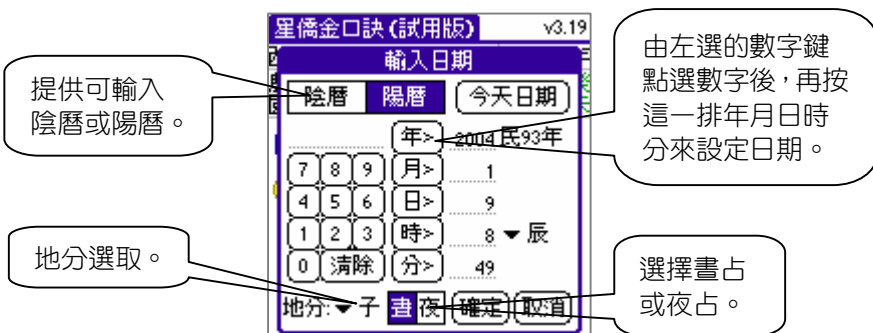 星僑金口訣(試用版) v3.19
輸入日期
陰曆 陽曆 今天日期
年> 2004 民93年
7 8 9 月> 1
4 5 6 日> 9
1 2 3 時> 8 辰
0 清除 分> 49
地分: 子 晝 夜 確定 取消
提供可輸入
陰曆或陽曆。
由左選的數字鍵
點選數字後,再按
這一排年月日時
分來設定日期。
地分選取。
選擇晝占
或夜占。